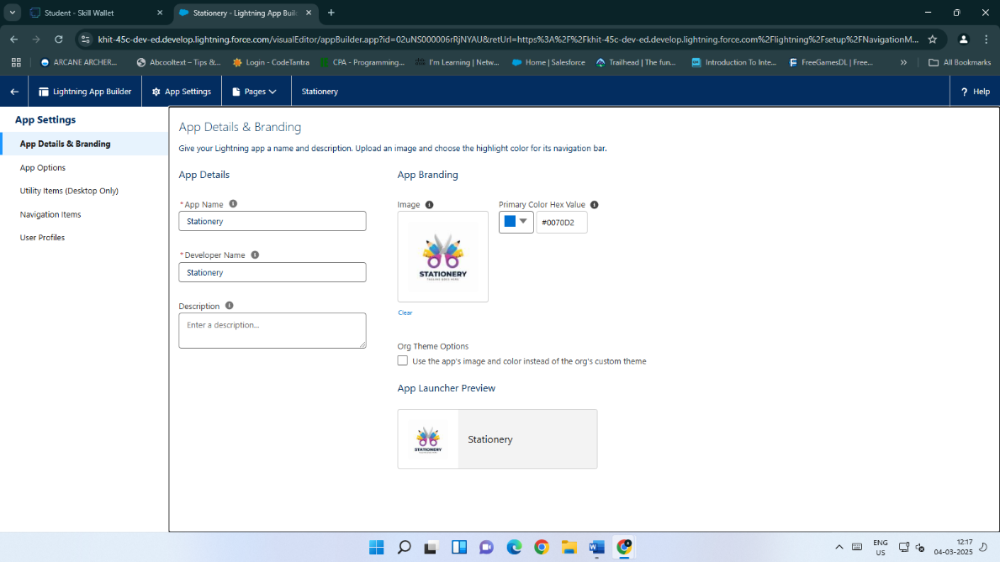 Student - Skill Wallet
Stationery - Lightning App Buil
khit-45c-dev-ed.develop.lightning.force.com/visualEditor/appBuilder.app?id=02uNS000006rRjNYAU&retUrl=https%3A%2F%2Fkhit-45c-dev-ed.develop.lightning.force.com%2Flightning%2Fsetup%2FNavigationM...
ARCANE ARCHER...
Abcooltext – Tips &...
Login - CodeTantra
CPA - Programming...
I'm Learning | Netw...
Home | Salesforce
Trailhead | The fun...
Introduction To Inte...
FreeGamesDL | Free...
All Bookmarks
Lightning App Builder
App Settings
Pages
Stationery
? Help
App Settings
App Details & Branding
App Options
Utility Items (Desktop Only)
Navigation Items
User Profiles
App Details & Branding
Give your Lightning app a name and description. Upload an image and choose the highlight color for its navigation bar.
App Details
* App Name
Stationery
* Developer Name
Stationery
Description
Enter a description...
App Branding
Image
Primary Color Hex Value
#0070D2
STATIONERY
Clear
Org Theme Options
Use the app's image and color instead of the org's custom theme
App Launcher Preview
STATIONERY
Stationery
ENG
US
12:17
04-03-2025